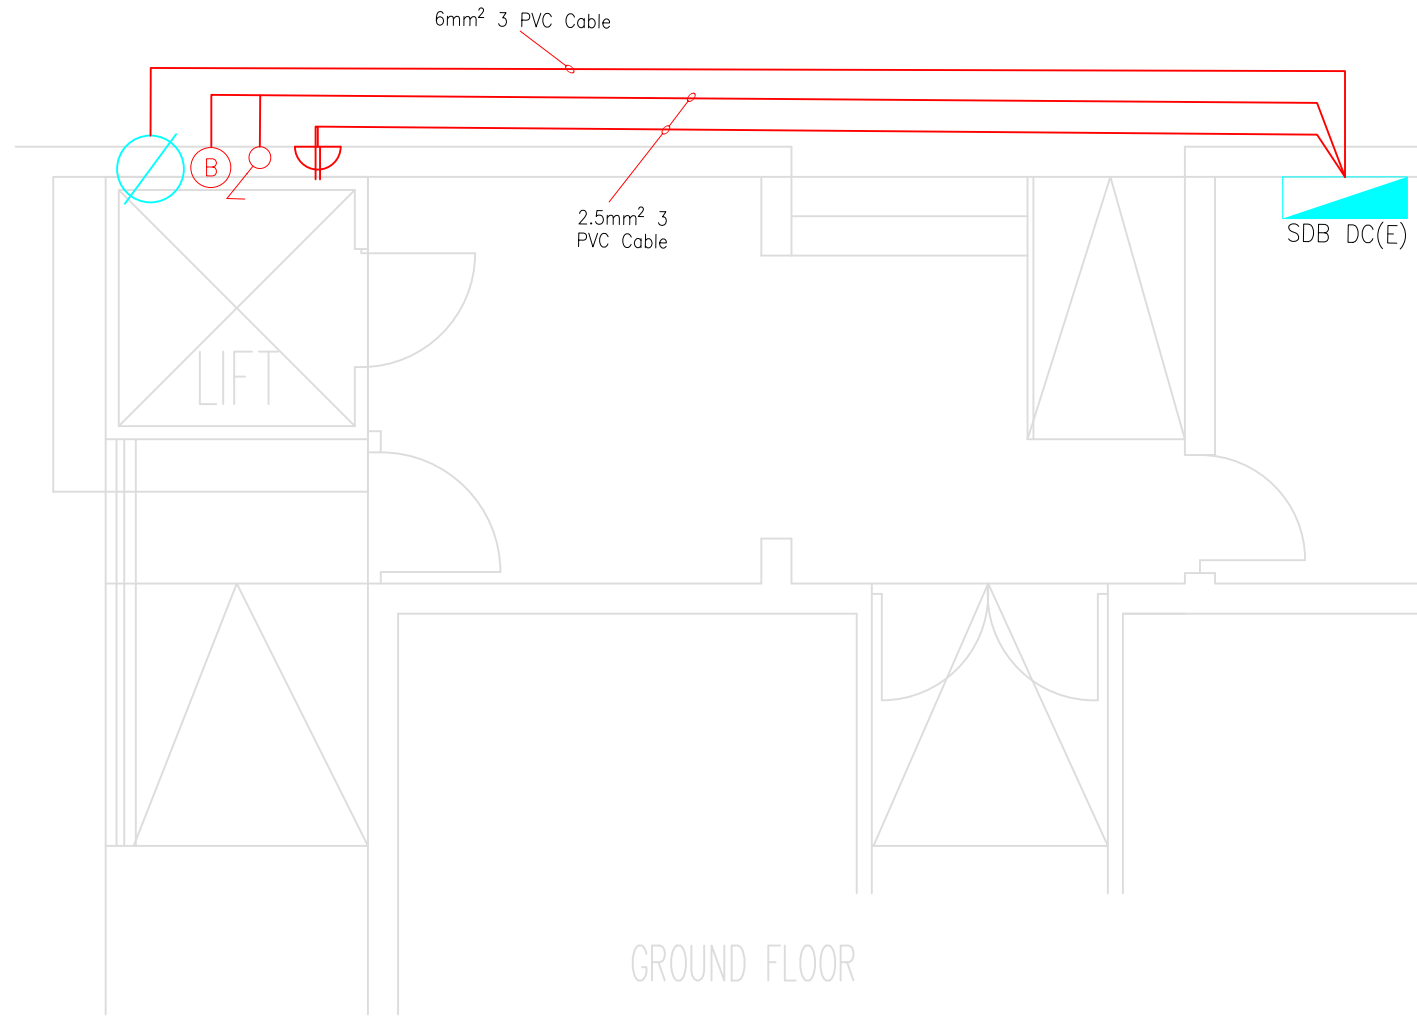 6mm² 3 PVC Cable
B
2.5mm² 3
PVC Cable
SDB DC(E)
LIFT
GROUND FLOOR